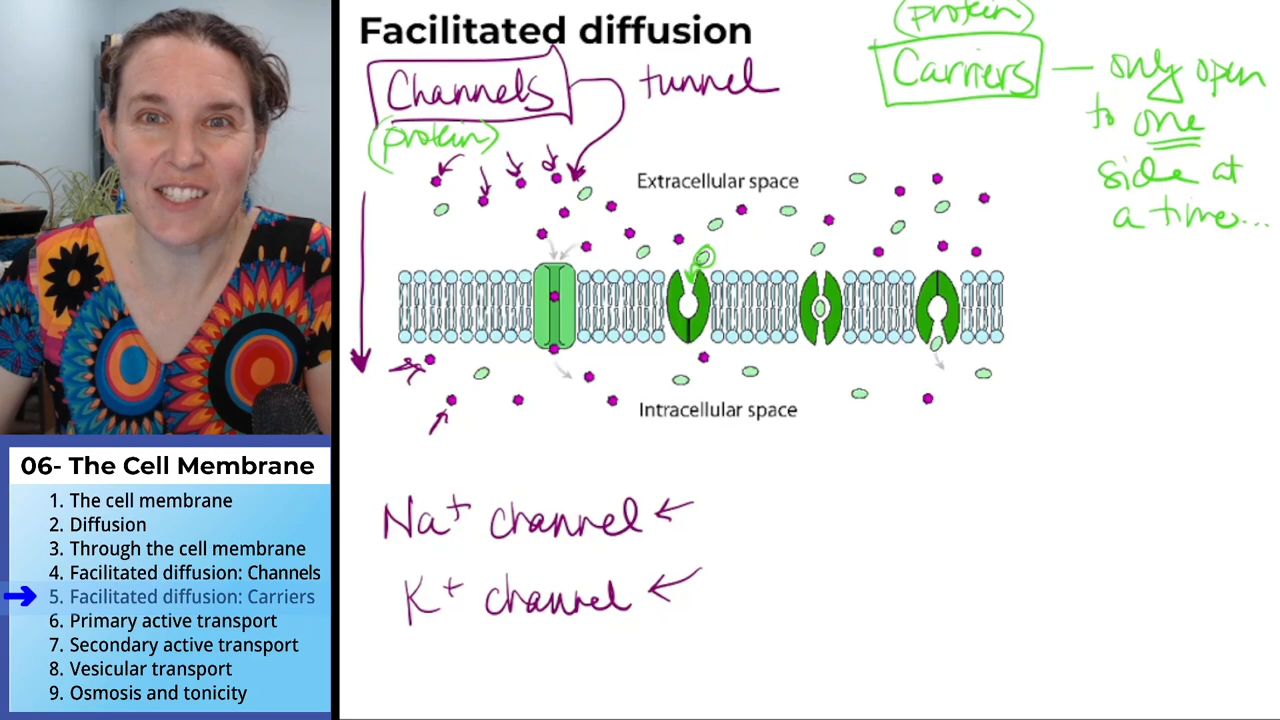 Facilitated diffusion
Channels
tunnel
(protein)
(protein)
Carriers — only open
to one
side at
a time...
Extracellular space
Intracellular space
Na+ channel ←
K+ channel ←
06- The Cell Membrane
1. The cell membrane
2. Diffusion
3. Through the cell membrane
4. Facilitated diffusion: Channels
5. Facilitated diffusion: Carriers
6. Primary active transport
7. Secondary active transport
8. Vesicular transport
9. Osmosis and tonicity